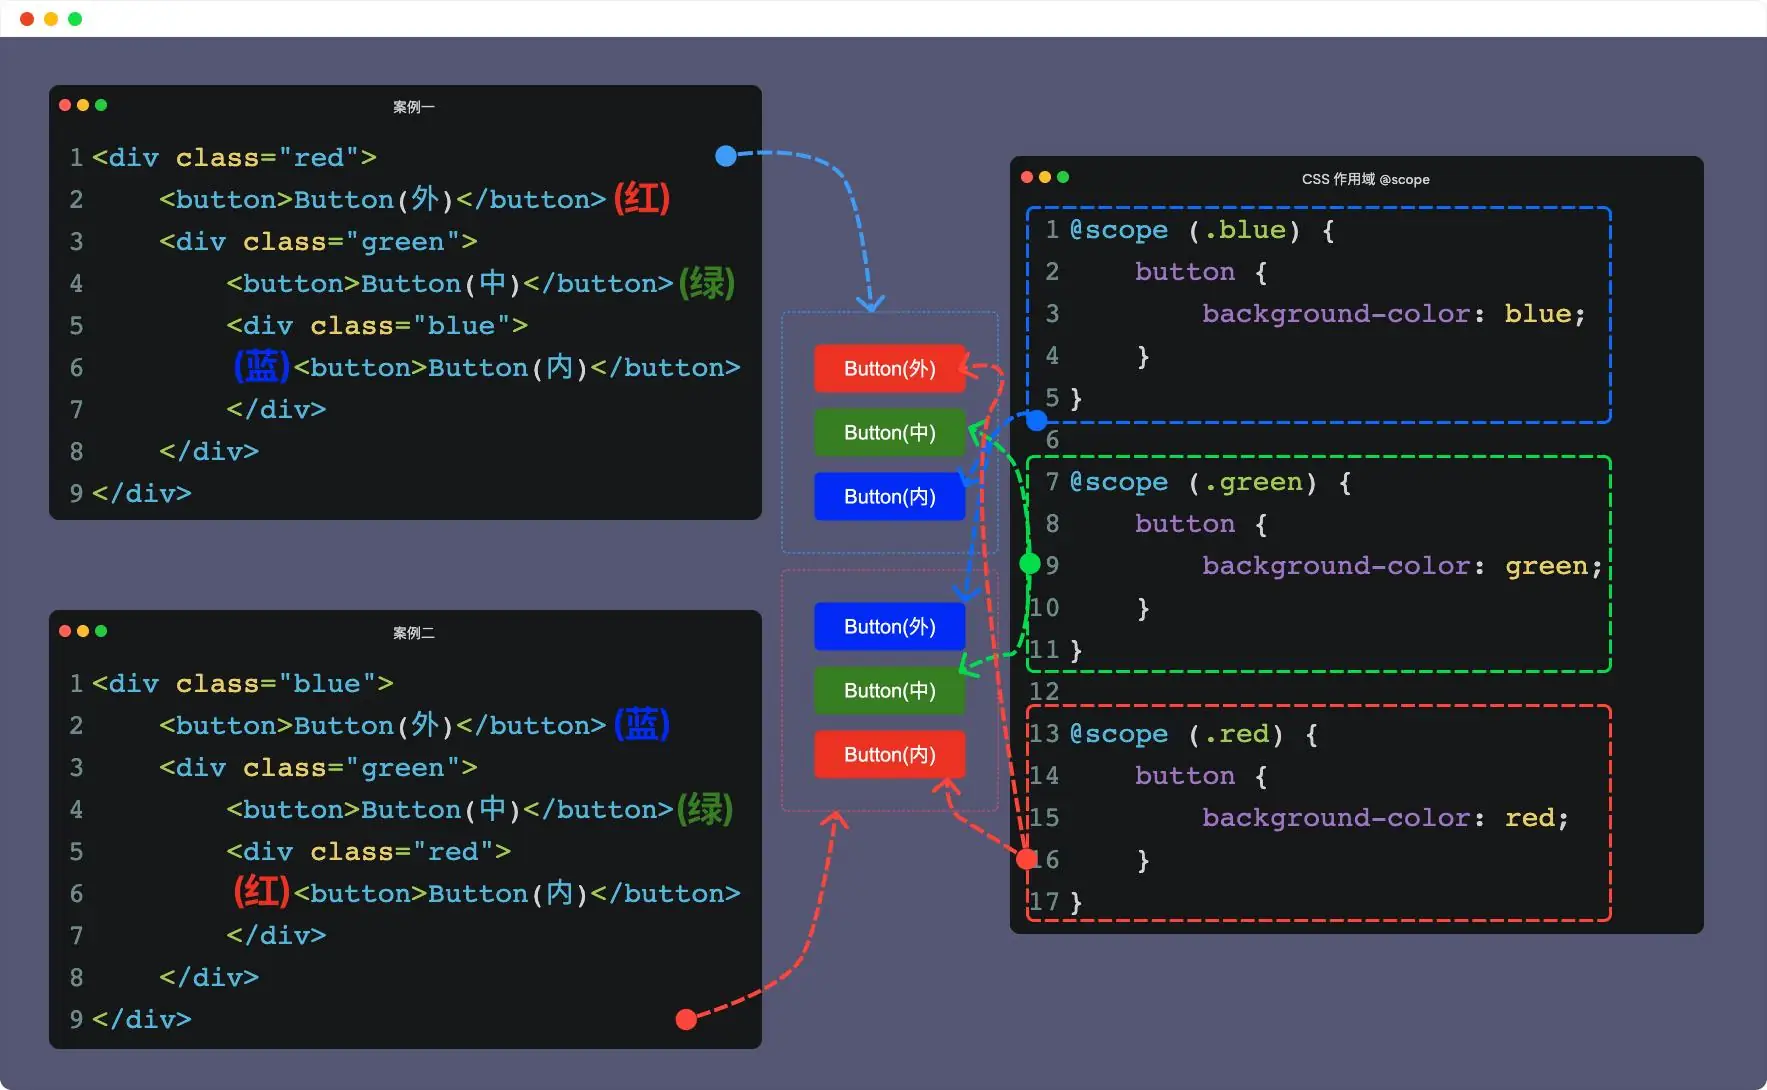 案例一
1 <div class="red">
2 <button>Button(外)</button> (红)
3 <div class="green">
4 <button>Button(中)</button> (绿)
5 <div class="blue">
6 (蓝) <button>Button(内)</button>
7 </div>
8 </div>
9 </div>
案例二
1 <div class="blue">
2 <button>Button(外)</button> (蓝)
3 <div class="green">
4 <button>Button(中)</button> (绿)
5 <div class="red">
6 (红) <button>Button(内)</button>
7 </div>
8 </div>
9 </div>
Button(外)
Button(中)
Button(内)
Button(外)
Button(中)
Button(内)
CSS 作用域 @scope
1 @scope (.blue) {
2 button {
3 background-color: blue;
4 }
5 }
6
7 @scope (.green) {
8 button {
9 background-color: green;
10 }
11 }
12
13 @scope (.red) {
14 button {
15 background-color: red;
16 }
17 }